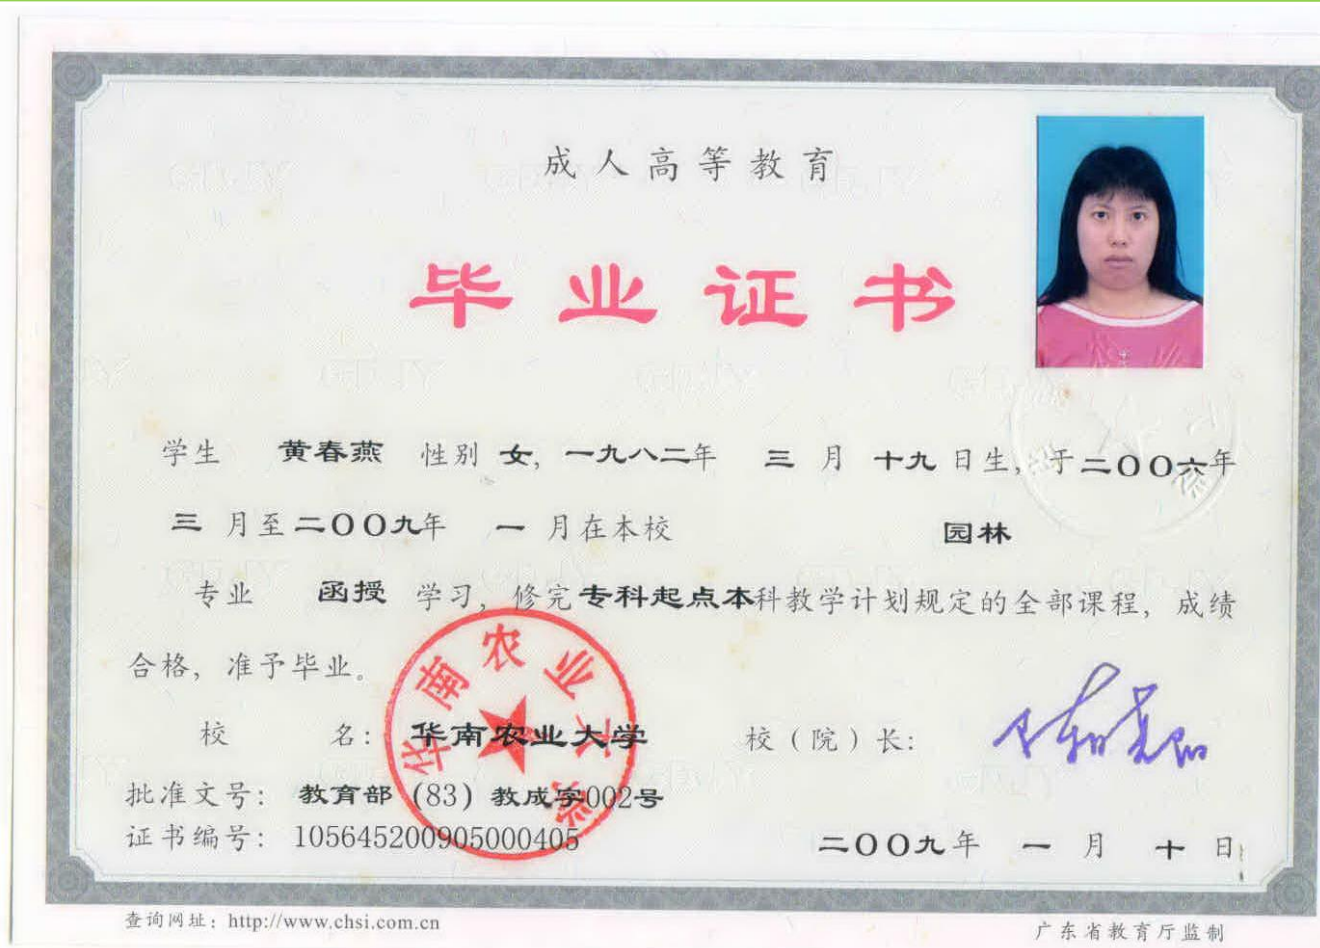 成人高等教育
毕业证书
学生 黄春燕 性别 女, 一九八二年 三 月 十九 日生, 于二OO六年
三 月至二OO九年 一 月在本校 园林
专业 函授 学习, 修完专科起点本科教学计划规定的全部课程, 成绩
合格, 准予毕业。
华南农业大学
校 名: 华南农业大学 校（院）长:
批准文号: 教育部 (83) 教成字002号
证书编号: 105645200905000405
二OO九年 一 月 十 日
查询网址: http://www.chsi.com.cn
广东省教育厅监制